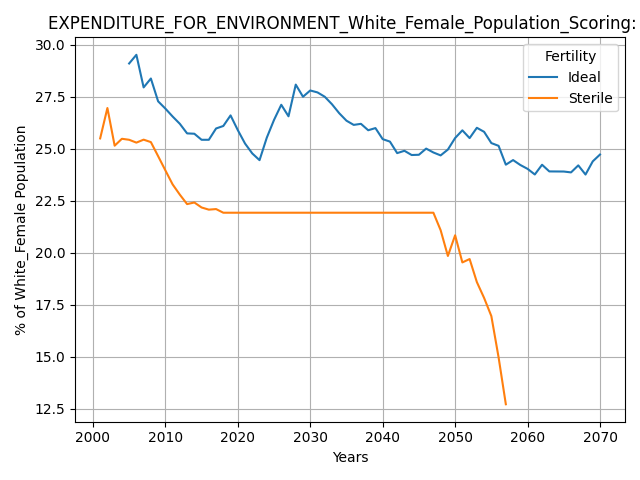 EXPENDITURE_FOR_ENVIRONMENT_White_Female_Population_Scoring:
Fertility
Ideal
Sterile
30.0
27.5
25.0
22.5
20.0
17.5
15.0
12.5
% of White_Female Population
2000 2010 2020 2030 2040 2050 2060 2070
Years